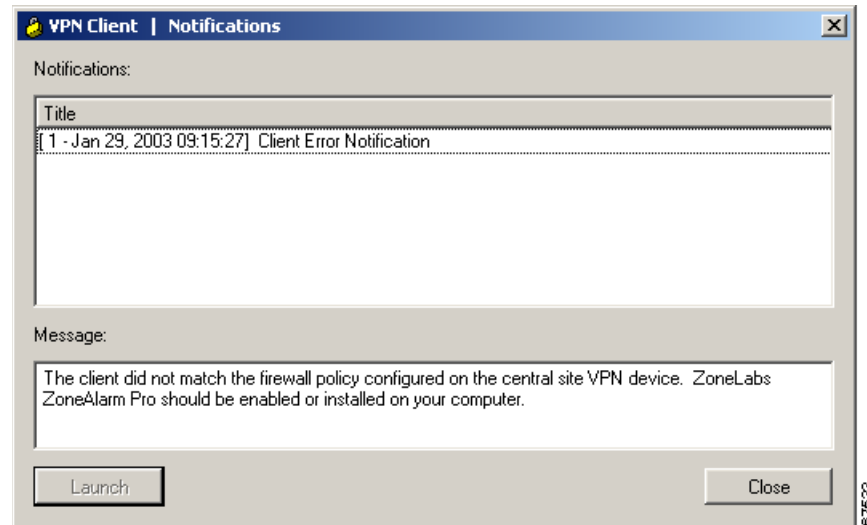 VPN Client | Notifications
Notifications:
Title
[ 1 - Jan 29, 2003 09:15:27] Client Error Notification
Message:
The client did not match the firewall policy configured on the central site VPN device. ZoneLabs
ZoneAlarm Pro should be enabled or installed on your computer.
Launch
Close